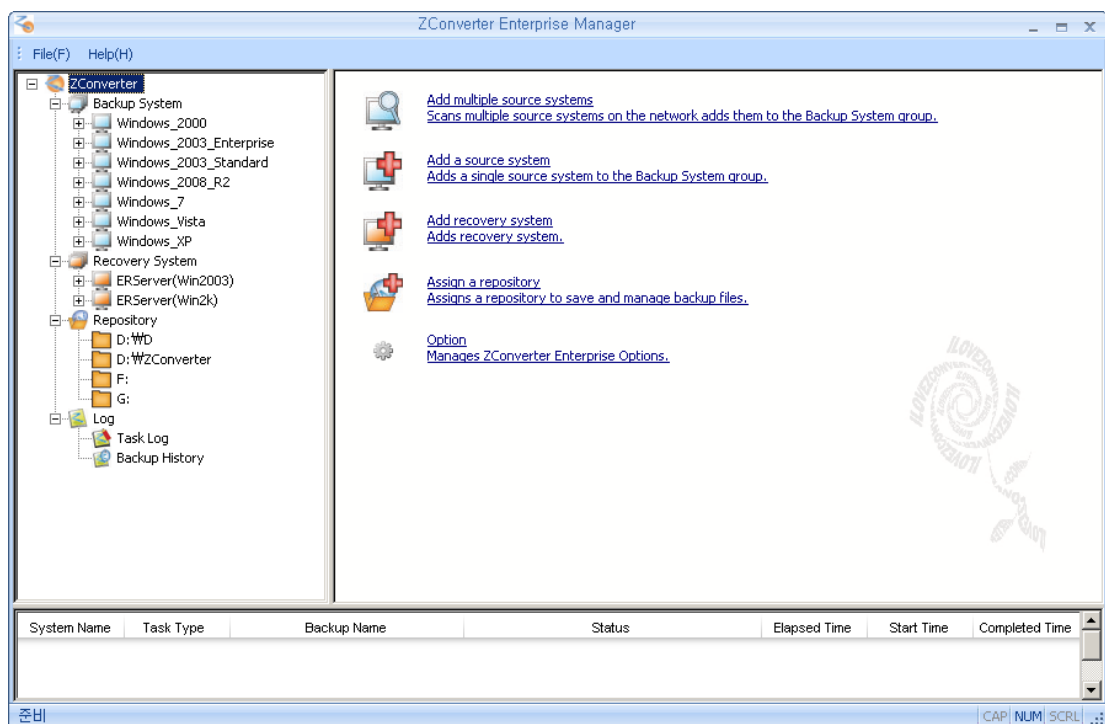 ZConverter Enterprise Manager
File(F) Help(H)
ZConverter
Backup System
Windows_2000
Windows_2003_Enterprise
Windows_2003_Standard
Windows_2008_R2
Windows_7
Windows_Vista
Windows_XP
Recovery System
ERServer(Win2003)
ERServer(Win2k)
Repository
D:₩D
D:₩ZConverter
F:
G:
Log
Task Log
Backup History
Add multiple source systems
Scans multiple source systems on the network adds them to the Backup System group.
Add a source system
Adds a single source system to the Backup System group.
Add recovery system
Adds recovery system.
Assign a repository
Assigns a repository to save and manage backup files.
Option
Manages ZConverter Enterprise Options.
System Name Task Type Backup Name Status Elapsed Time Start Time Completed Time
준비
CAP NUM SCRL